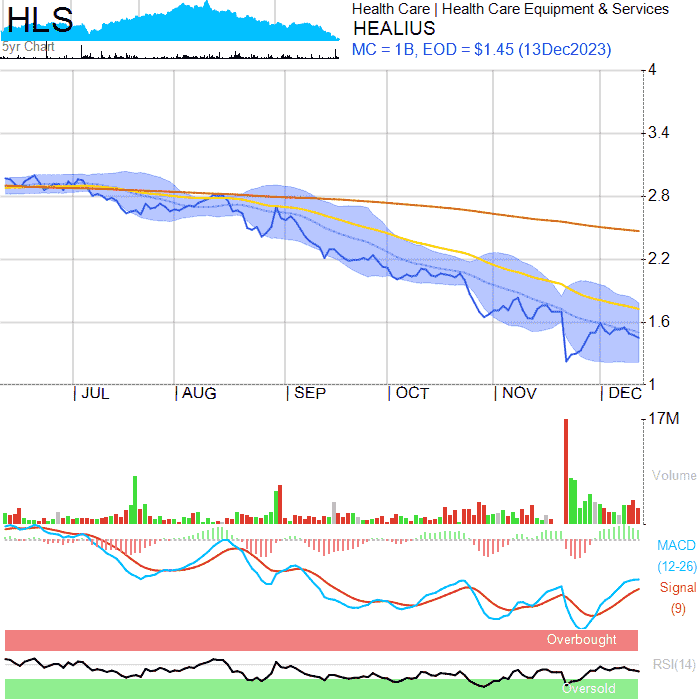 HLS
5yr Chart
Health Care | Health Care Equipment & Services
HEALIUS
MC = 1B, EOD = $1.45 (13Dec2023)
4
3.4
2.8
2.2
1.6
1
| JUL | AUG | SEP | OCT | NOV | DEC
17M
Volume
MACD
(12-26)
Signal
(9)
Overbought
RSI(14)
Oversold